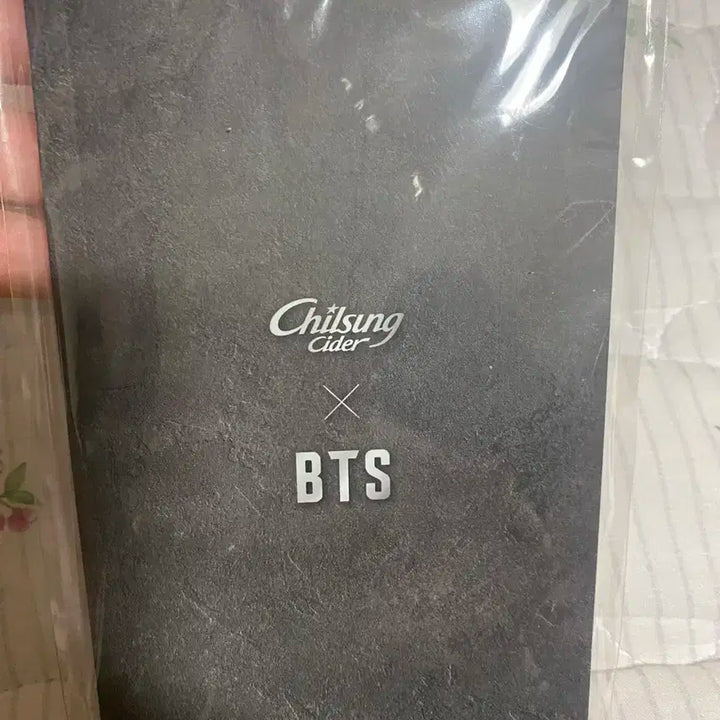 Chilsung
Cider
×
BTS